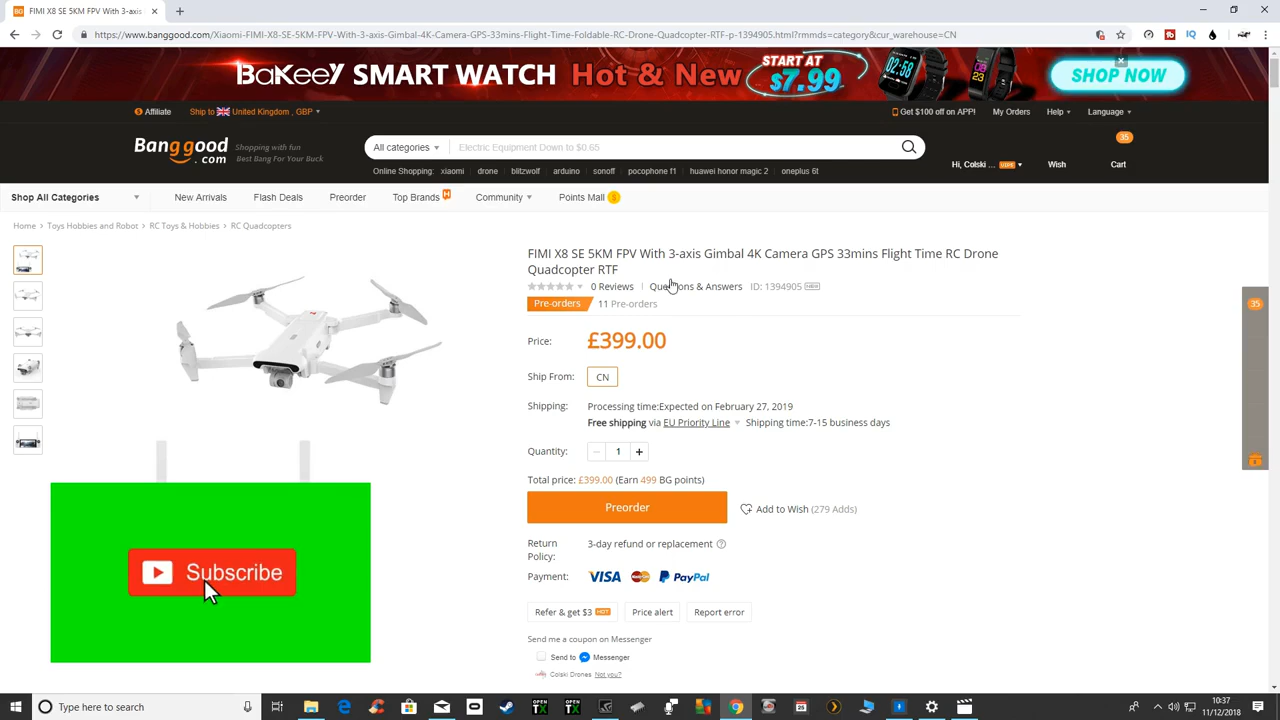 BG FIMI X8 SE 5KM FPV With 3-axis
https://www.banggood.com/Xiaomi-FIMI-X8-SE-5KM-FPV-With-3-axis-Gimbal-4K-Camera-GPS-33mins-Flight-Time-Foldable-RC-Drone-Quadcopter-RTF-p-1394905.html?rmmds=category&cur_warehouse=CN
IQ
BaKeeY SMART WATCH Hot & New START AT $7.99 SHOP NOW
Affiliate Ship to United Kingdom , GBP Get $100 off on APP! My Orders Help Language
Banggood.com Shopping with fun Best Bang For Your Buck
All categories Electric Equipment Down to $0.65
35
Hi, Colski ... VIP0 Wish Cart
Online Shopping: xiaomi drone blitzwolf arduino sonoff pocophone f1 huawei honor magic 2 oneplus 6t
Shop All Categories New Arrivals Flash Deals Preorder Top Brands H Community Points Mall
Home > Toys Hobbies and Robot > RC Toys & Hobbies > RC Quadcopters
FIMI X8 SE 5KM FPV With 3-axis Gimbal 4K Camera GPS 33mins Flight Time RC Drone
Quadcopter RTF
0 Reviews Questions & Answers ID: 1394905 NEW
Pre-orders 11 Pre-orders
35
Price: £399.00
Ship From: CN
Shipping: Processing time:Expected on February 27, 2019
Free shipping via EU Priority Line Shipping time:7-15 business days
Quantity: − 1 +
Total price: £399.00 (Earn 499 BG points)
Preorder Add to Wish (279 Adds)
Return Policy: 3-day refund or replacement
Payment: VISA MasterCard PayPal
Refer & get $3 HOT Price alert Report error
Send me a coupon on Messenger
Send to Messenger
Colski Drones Not you?
Subscribe
Type here to search
OPEN TX
OPEN TX
10:37
11/12/2018